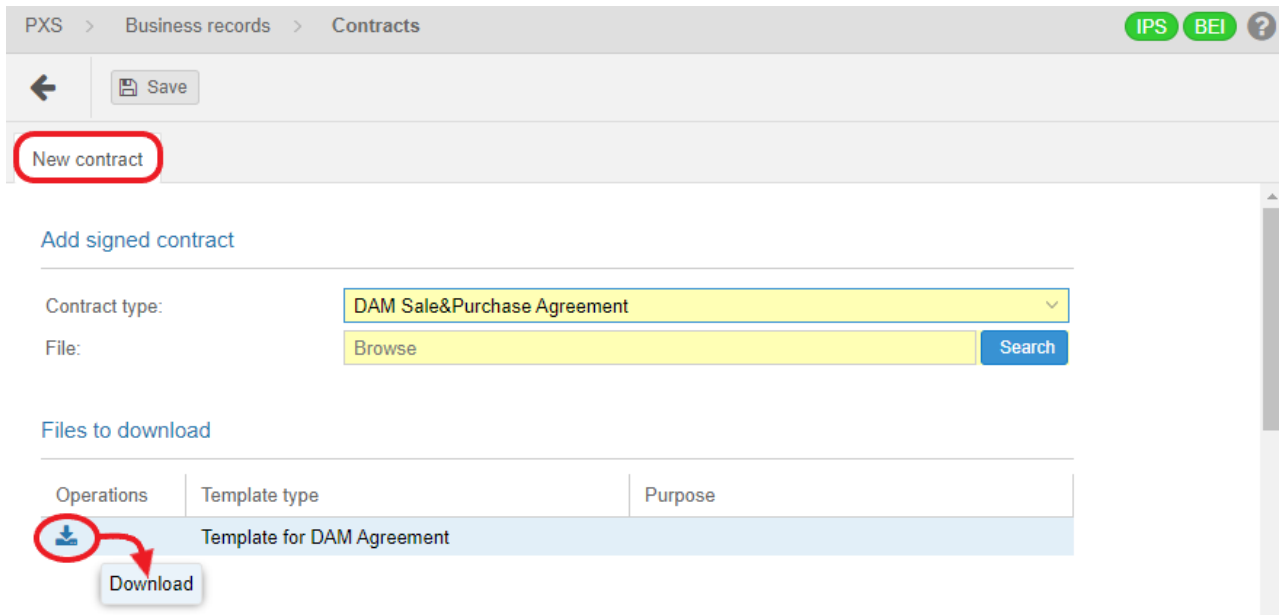 PXS > Business records > Contracts IPS BEI ?
Save
New contract
Add signed contract
Contract type: DAM Sale&Purchase Agreement
File: Browse Search
Files to download
Operations Template type Purpose
Template for DAM Agreement
Download